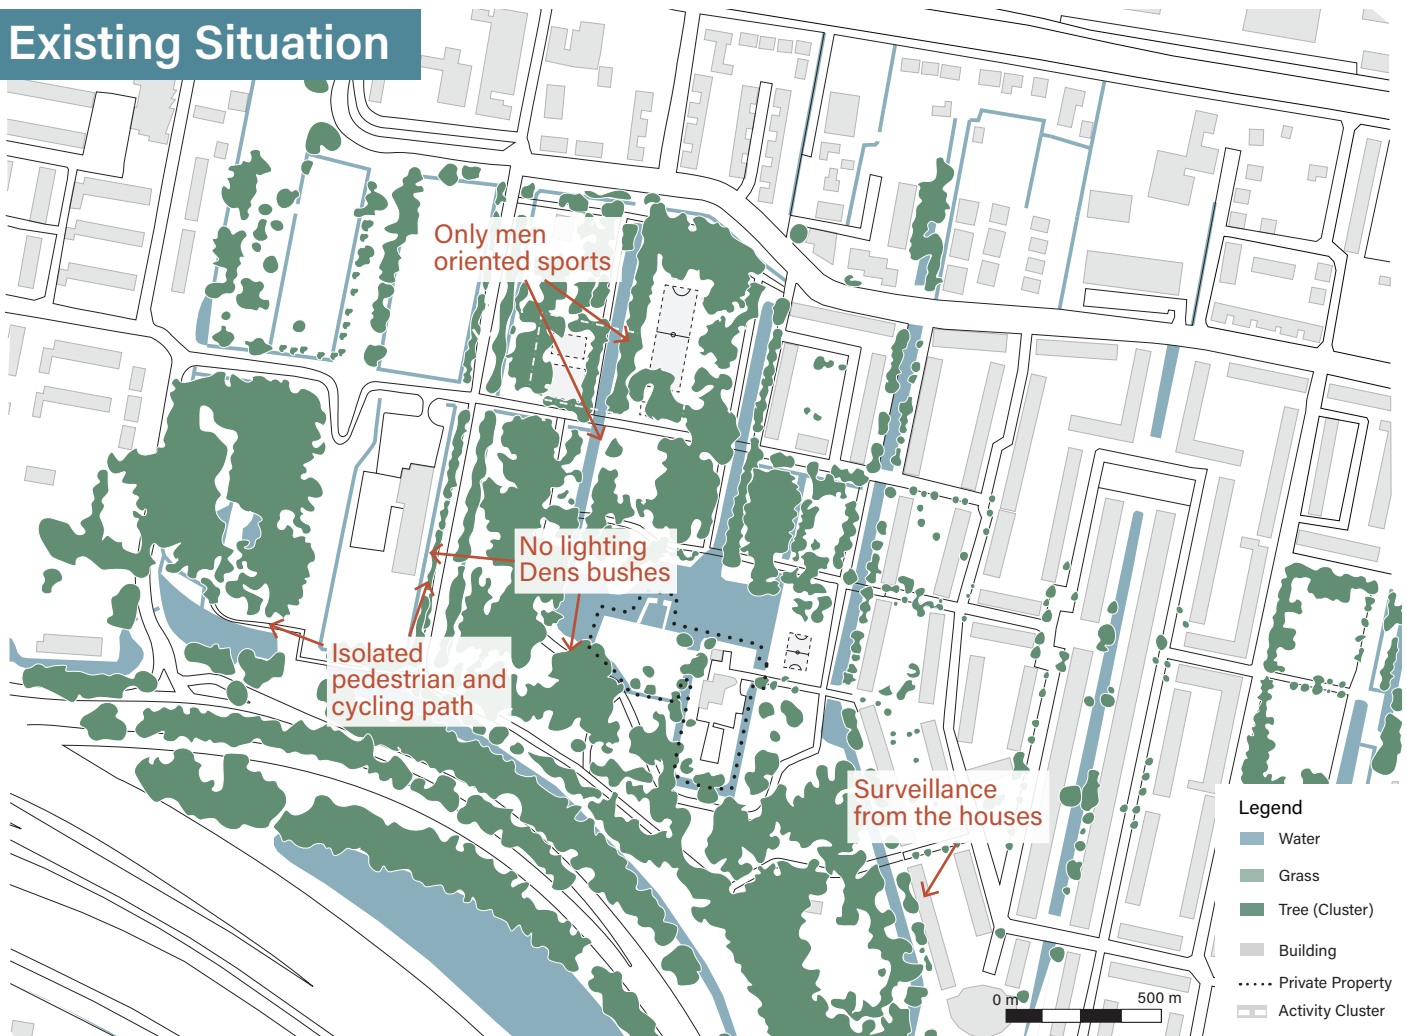 Existing Situation
Only men
oriented sports
No lighting
Dens bushes
Isolated
pedestrian and
cycling path
Surveillance
from the houses
Legend
Water
Grass
Tree (Cluster)
Building
Private Property
Activity Cluster
0 m
500 m